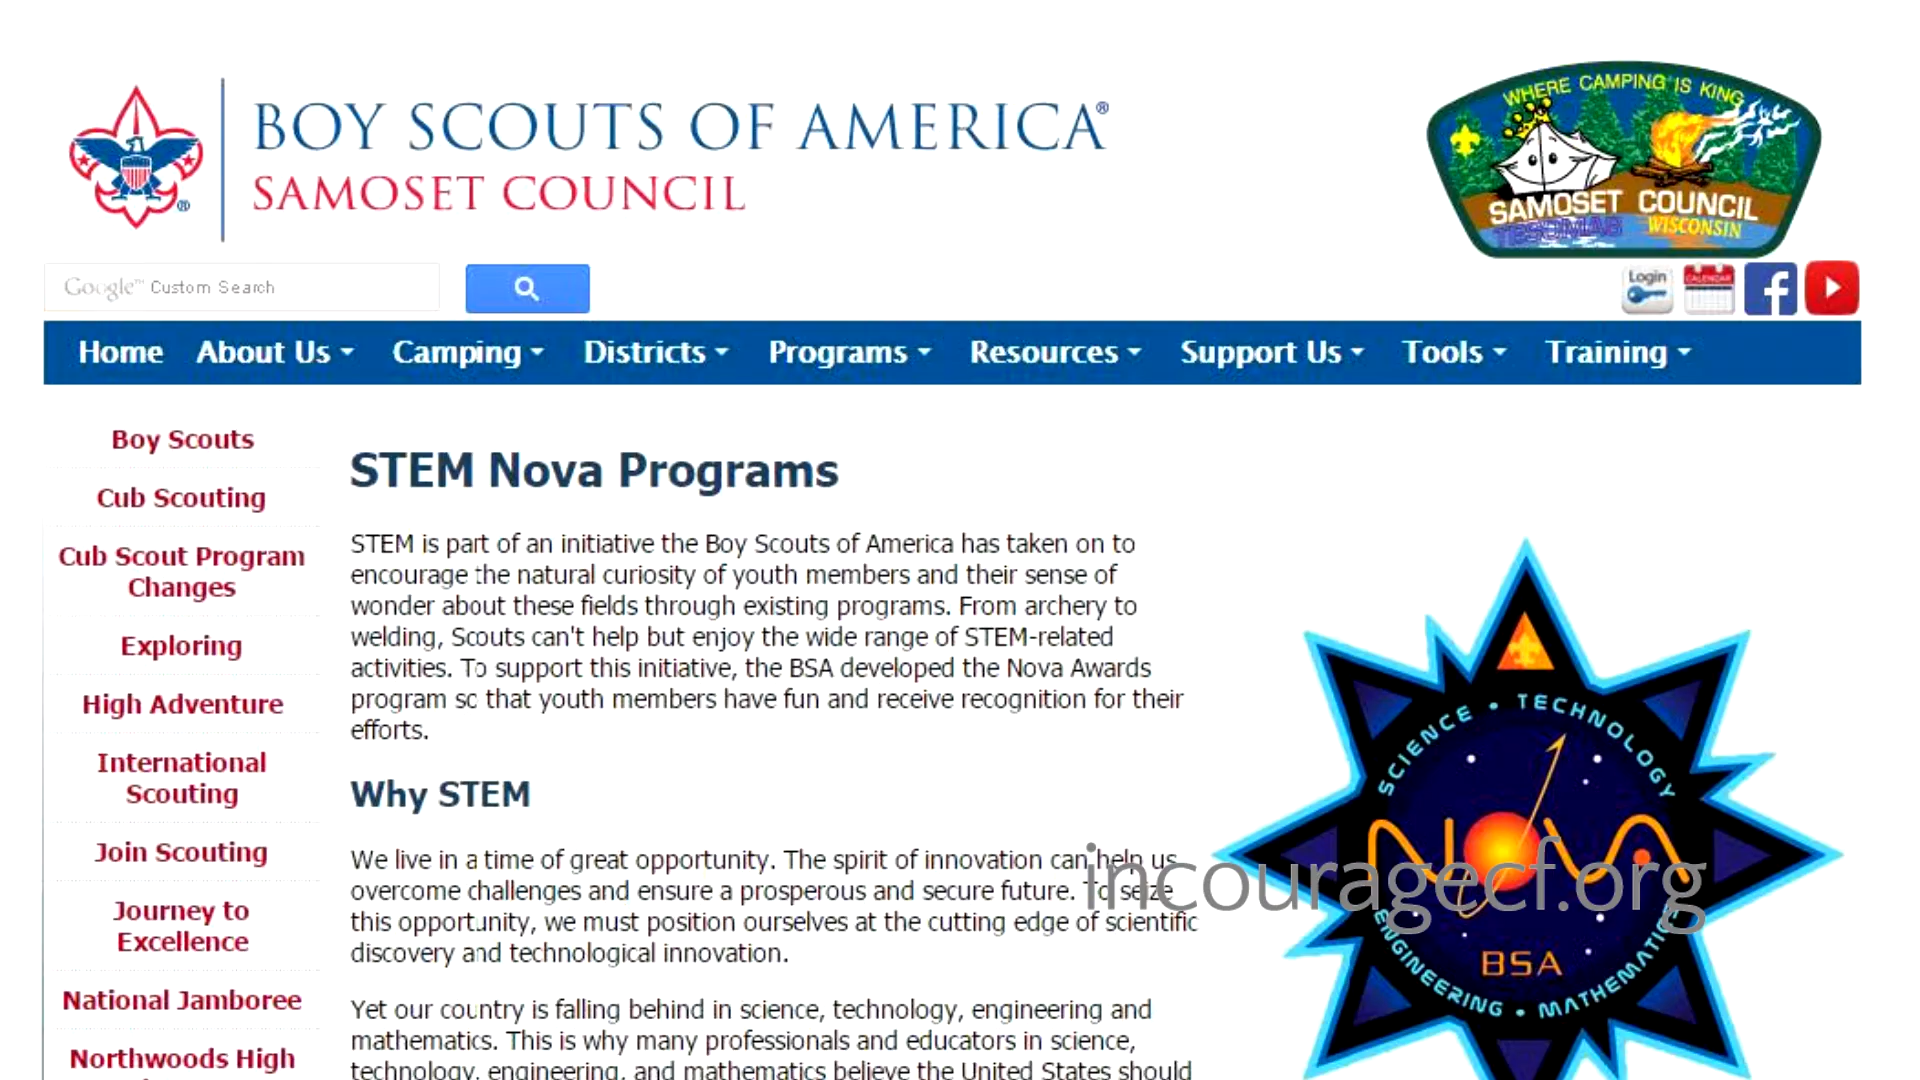 WHERE CAMPING IS KING
BOY SCOUTS OF AMERICA®
SAMOSET COUNCIL
SAMOSET COUNCIL
TESOMAS WISCONSIN
Google™ Custom Search
Login
CALENDAR
Home About Us Camping Districts Programs Resources Support Us Tools Training
Boy Scouts
Cub Scouting
Cub Scout Program
Changes
Exploring
High Adventure
International
Scouting
Join Scouting
Journey to
Excellence
National Jamboree
Northwoods High
STEM Nova Programs
STEM is part of an initiative the Boy Scouts of America has taken on to
encourage the natural curiosity of youth members and their sense of
wonder about these fields through existing programs. From archery to
welding, Scouts can't help but enjoy the wide range of STEM-related
activities. To support this initiative, the BSA developed the Nova Awards
program so that youth members have fun and receive recognition for their
efforts.
Why STEM
We live in a time of great opportunity. The spirit of innovation can help us
overcome challenges and ensure a prosperous and secure future. To seize
this opportunity, we must position ourselves at the cutting edge of scientific
discovery and technological innovation.
Yet our country is falling behind in science, technology, engineering and
mathematics. This is why many professionals and educators in science,
technology, engineering, and mathematics believe the United States should
SCIENCE • TECHNOLOGY
NOVA
incouragecf.org
BSA
ENGINEERING • MATHEMATICS